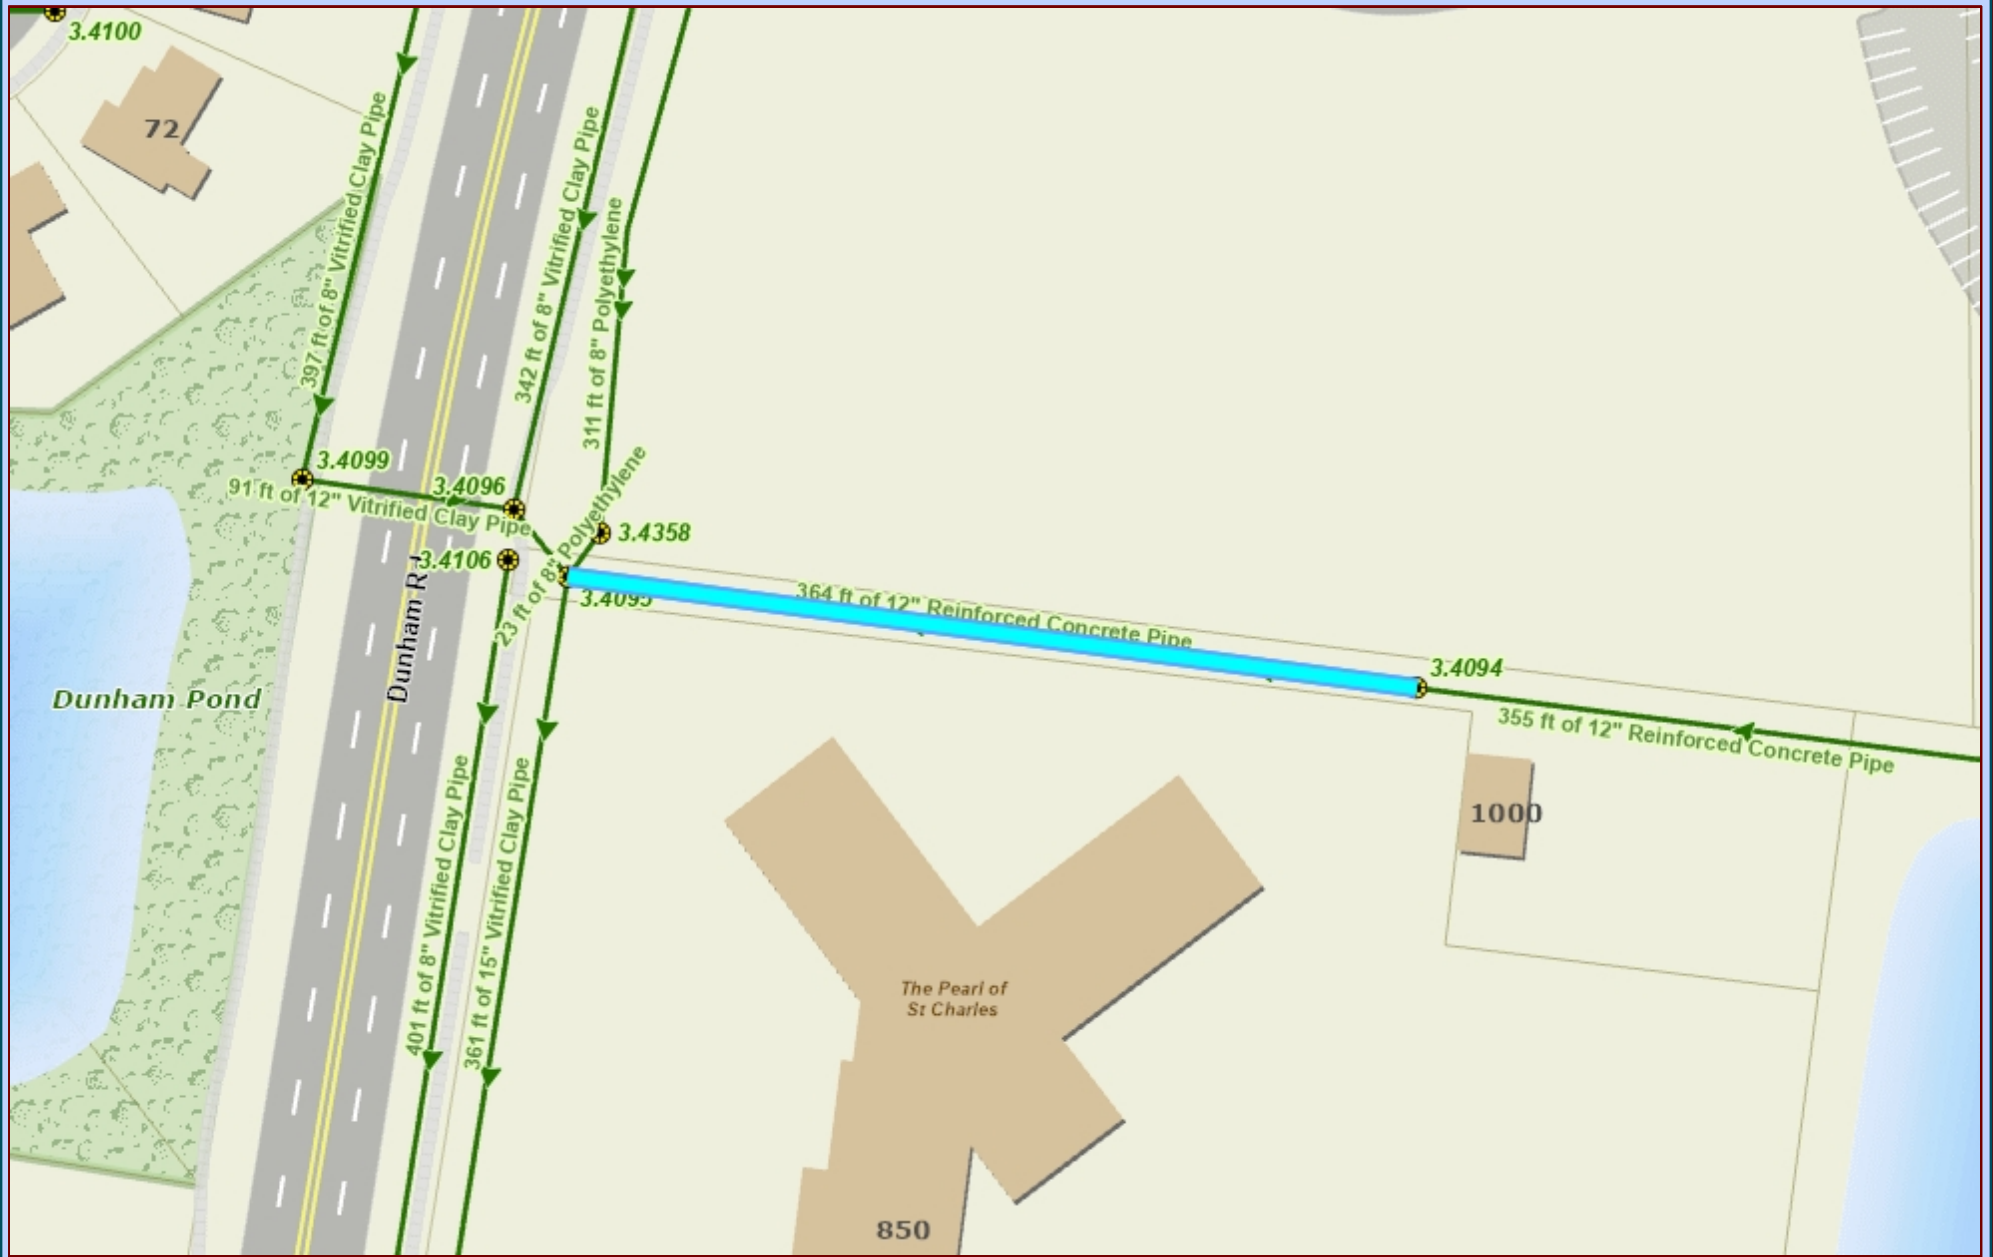 3.4100
72
397 ft of 8" Vitrified Clay Pipe
342 ft of 8" Vitrified Clay Pipe
311 ft of 8" Polyethylene
3.4099
3.4096
91 ft of 12" Vitrified Clay Pipe
3.4358
3.4106
23 ft of 8" Polyethylene
3.4095
364 ft of 12" Reinforced Concrete Pipe
3.4094
355 ft of 12" Reinforced Concrete Pipe
Dunham
Dunham Pond
1000
401 ft of 8" Vitrified Clay Pipe
361 ft of 15" Vitrified Clay Pipe
The Pearl of
St Charles
850